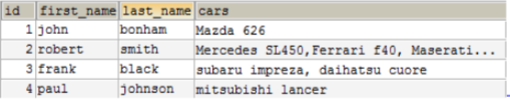 id first_name last_name cars
1 john bonham Mazda 626
2 robert smith Mercedes SL450,Ferrari f40, Maserati...
3 frank black subaru impreza, daihatsu cuore
4 paul johnson mitsubishi lancer